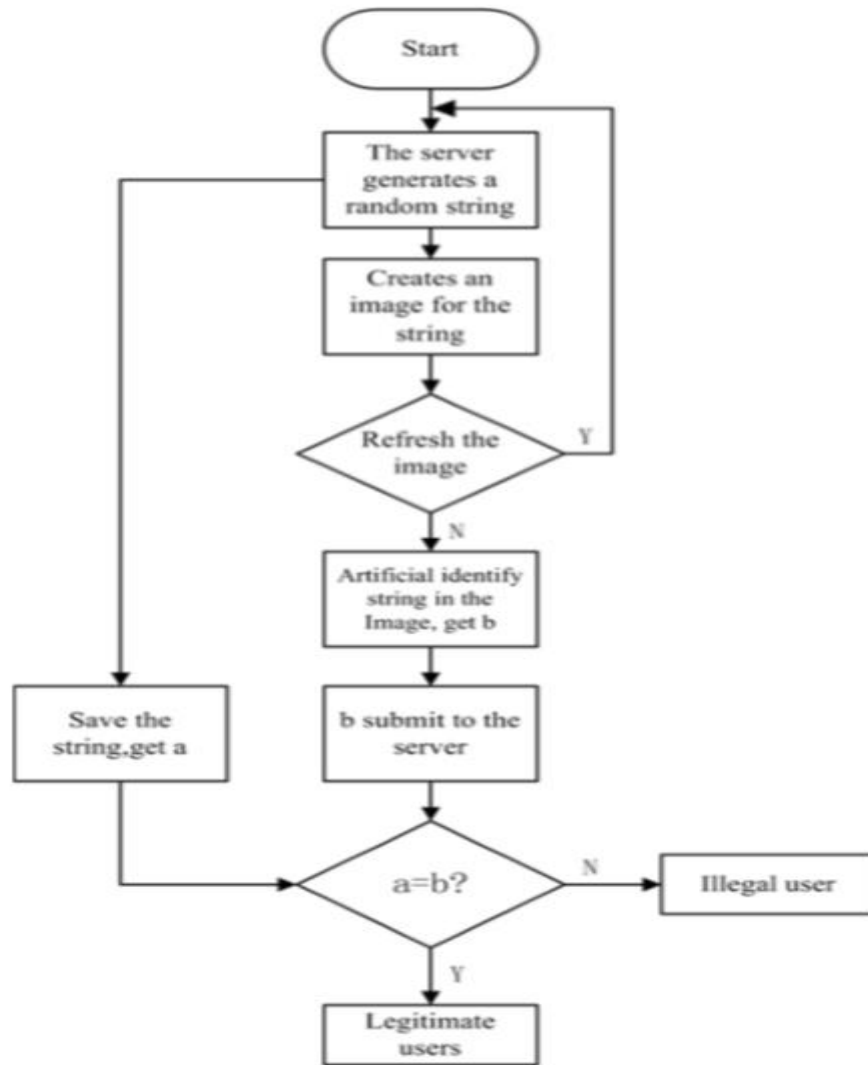 Start
The server
generates a
random string
Creates an
image for the
string
Refresh the
image
Y
N
Artificial identify
string in the
Image, get b
Save the
string,get a
b submit to the
server
a=b?
N
Illegal user
Y
Legitimate
users